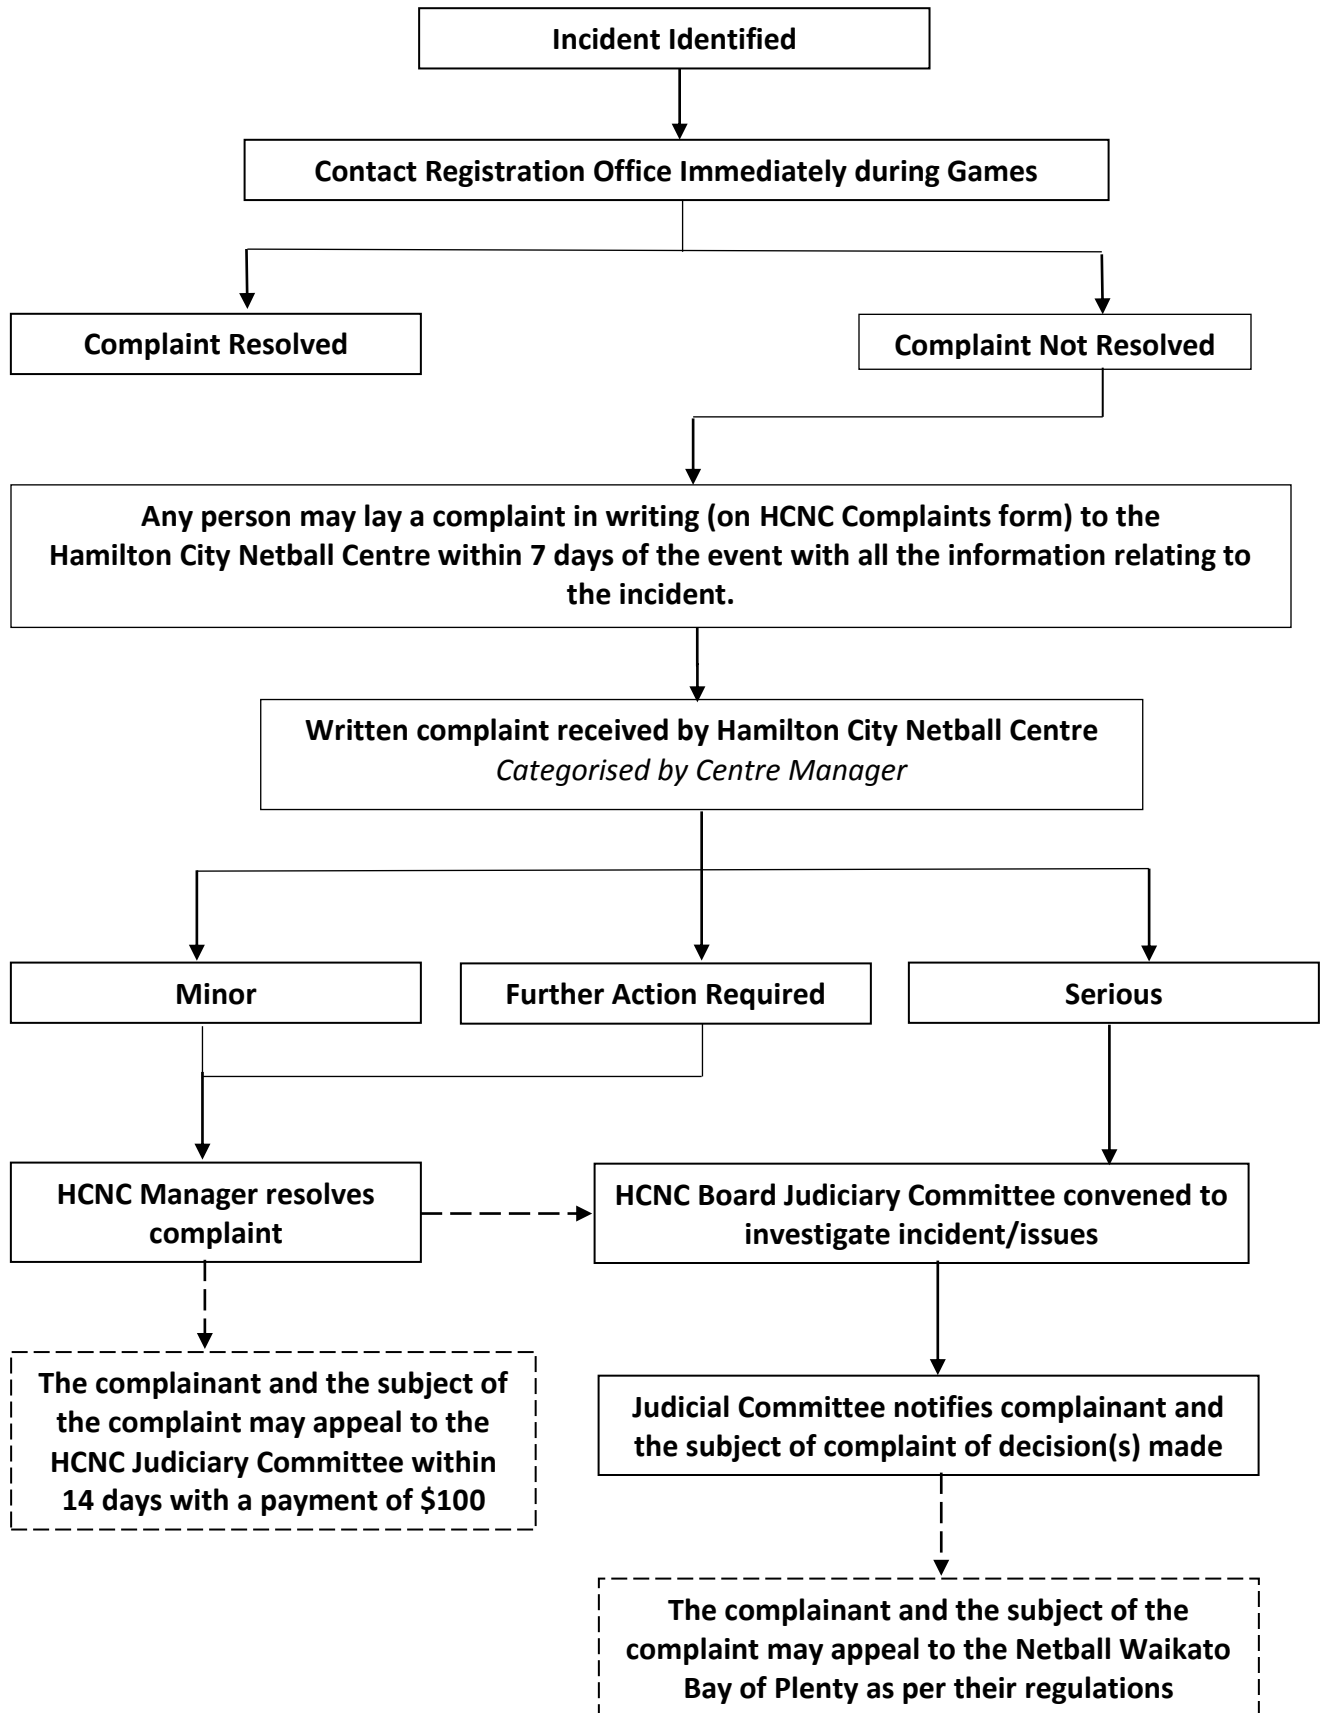 Incident Identified
Contact Registration Office Immediately during Games
Complaint Resolved
Complaint Not Resolved
Any person may lay a complaint in writing (on HCNC Complaints form) to the
Hamilton City Netball Centre within 7 days of the event with all the information relating to
the incident.
Written complaint received by Hamilton City Netball Centre
Categorised by Centre Manager
Minor
Further Action Required
Serious
HCNC Manager resolves
complaint
HCNC Board Judiciary Committee convened to
investigate incident/issues
The complainant and the subject of
the complaint may appeal to the
HCNC Judiciary Committee within
14 days with a payment of $100
Judicial Committee notifies complainant and
the subject of complaint of decision(s) made
The complainant and the subject of the
complaint may appeal to the Netball Waikato
Bay of Plenty as per their regulations